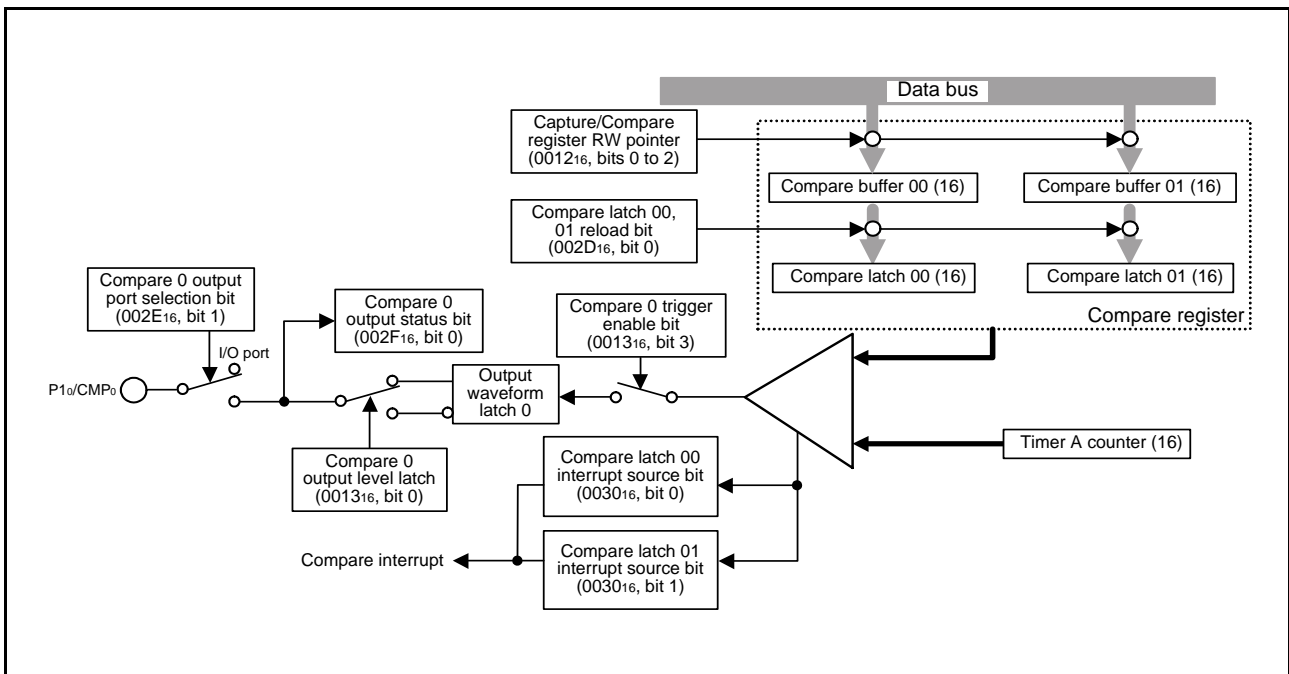 Data bus
Capture/Compare
register RW pointer
(0012₁₆, bits 0 to 2)
Compare buffer 00 (16)
Compare buffer 01 (16)
Compare latch 00,
01 reload bit
(002D₁₆, bit 0)
Compare latch 00 (16)
Compare latch 01 (16)
Compare register
Compare 0 output
port selection bit
(002E₁₆, bit 1)
Compare 0
output status bit
(002F₁₆, bit 0)
Compare 0 trigger
enable bit
(0013₁₆, bit 3)
I/O port
P1₀/CMP₀
Output
waveform
latch 0
Timer A counter (16)
Compare 0
output level latch
(0013₁₆, bit 0)
Compare latch 00
interrupt source bit
(0030₁₆, bit 0)
Compare interrupt
Compare latch 01
interrupt source bit
(0030₁₆, bit 1)